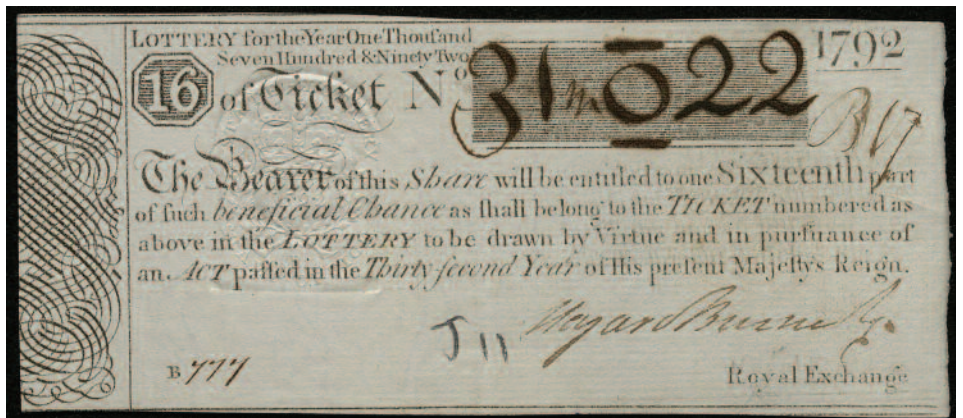 LOTTERY for the Year One Thouſand
Seven Hundred & Ninety Two
1792
16 of Ticket No 31m022
B
The Bearer of this Share will be entitled to one Sixteenth part
of ſuch beneficial Chance as ſhall belong to the TICKET numbered as
above in the LOTTERY to be drawn by Virtue and in purſuance of
an ACT paſſed in the Thirty-ſecond Year of His preſent Majeſty's Reign.
J 11
B 777
Royal Exchange